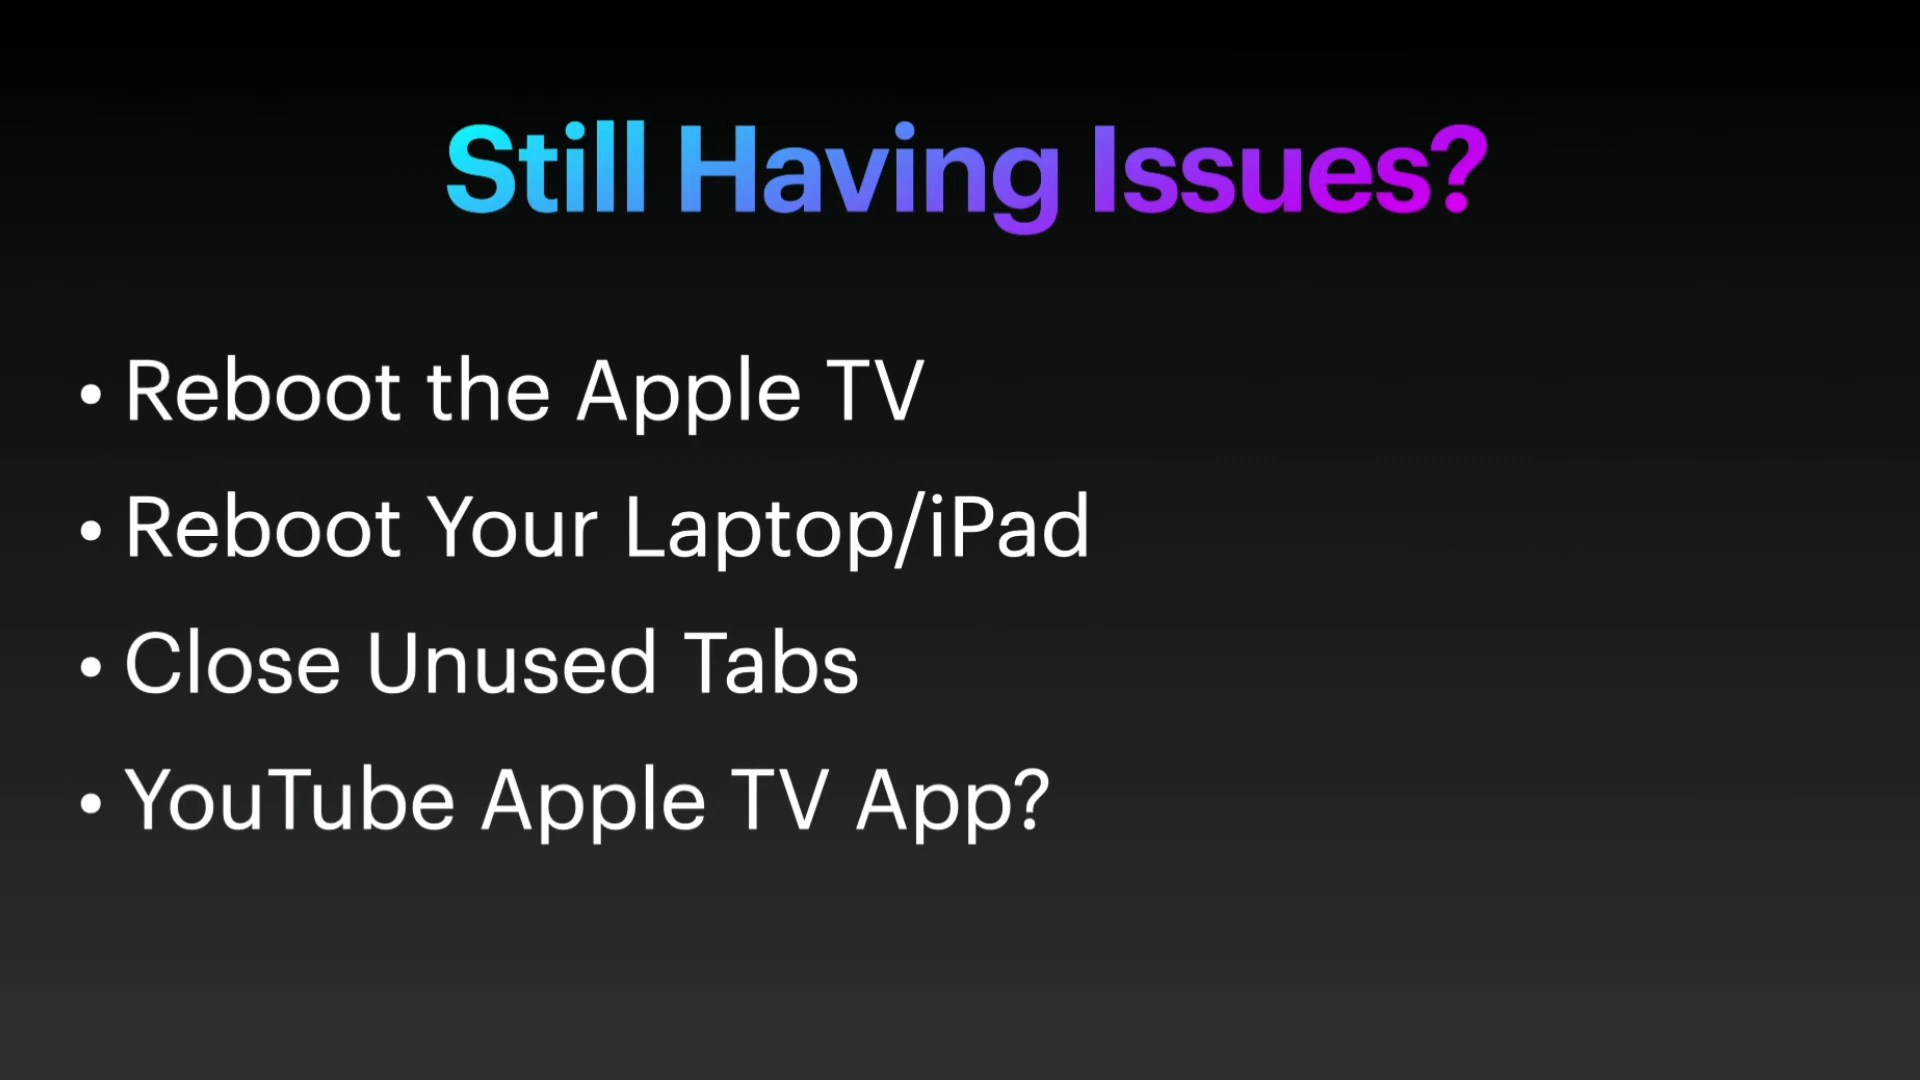 Still Having Issues?
• Reboot the Apple TV
• Reboot Your Laptop/iPad
• Close Unused Tabs
• YouTube Apple TV App?